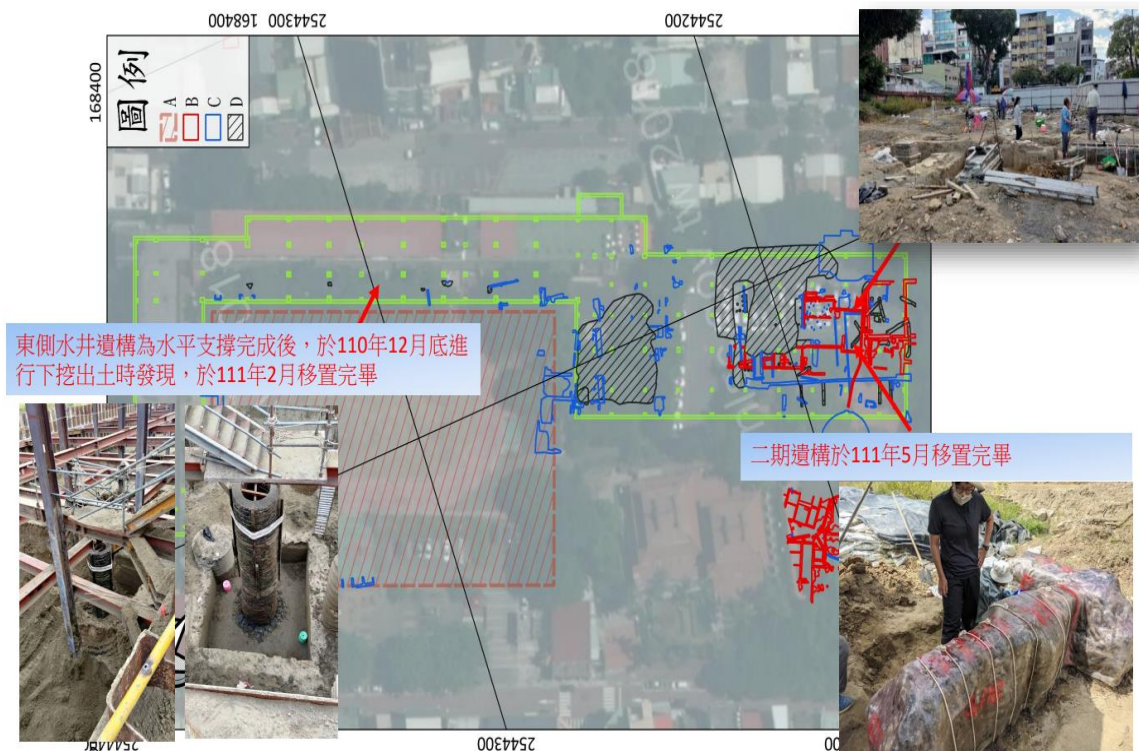 168400
2544300
2544200
168400
圖例
A
B
C
D
東側水井遺構為水平支撐完成後，於110年12月底進
行下挖出土時發現，於111年2月移置完畢
二期遺構於111年5月移置完畢
2544300